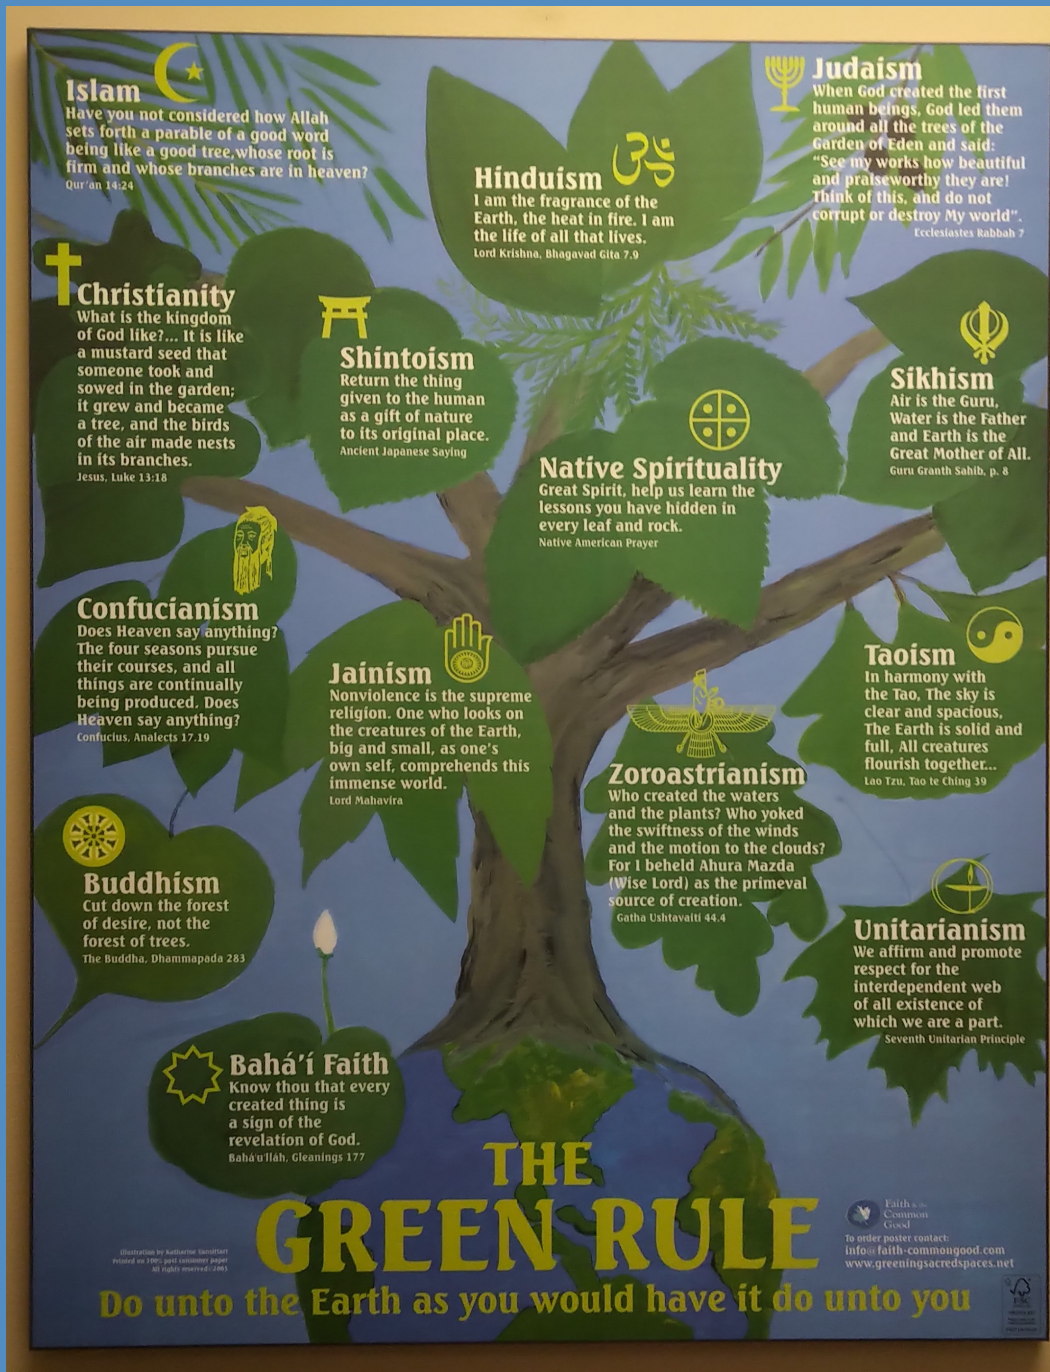 Islam
Have you not considered how Allah
sets forth a parable of a good word
being like a good tree,whose root is
firm and whose branches are in heaven?
Qur'an 14:24
Hinduism
I am the fragrance of the
Earth, the heat in fire. I am
the life of all that lives.
Lord Krishna, Bhagavad Gita 7.9
Judaism
When God created the first
human beings, God led them
around all the trees of the
Garden of Eden and said:
“See my works how beautiful
and praiseworthy they are!
Think of this, and do not
corrupt or destroy My world”.
Ecclesiastes Rabbah 7
Christianity
What is the kingdom
of God like?... It is like
a mustard seed that
someone took and
sowed in the garden;
it grew and became
a tree, and the birds
of the air made nests
in its branches.
Jesus, Luke 13:18
Shintoism
Return the thing
given to the human
as a gift of nature
to its original place.
Ancient Japanese Saying
Native Spirituality
Great Spirit, help us learn the
lessons you have hidden in
every leaf and rock.
Native American Prayer
Sikhism
Air is the Guru,
Water is the Father
and Earth is the
Great Mother of All.
Guru Granth Sahib, p. 8
Confucianism
Does Heaven say anything?
The four seasons pursue
their courses, and all
things are continually
being produced. Does
Heaven say anything?
Confucius, Analects 17.19
Jainism
Nonviolence is the supreme
religion. One who looks on
the creatures of the Earth,
big and small, as one's
own self, comprehends this
immense world.
Lord Mahavira
Zoroastrianism
Who created the waters
and the plants? Who yoked
the swiftness of the winds
and the motion to the clouds?
For I beheld Ahura Mazda
(Wise Lord) as the primeval
source of creation.
Gatha Ushtavaiti 44.4
Taoism
In harmony with
the Tao, The sky is
clear and spacious,
The Earth is solid and
full, All creatures
flourish together...
Lao Tzu, Tao te Ching 39
Buddhism
Cut down the forest
of desire, not the
forest of trees.
The Buddha, Dhammapada 283
Unitarianism
We affirm and promote
respect for the
interdependent web
of all existence of
which we are a part.
Seventh Unitarian Principle
Bahá'í Faith
Know thou that every
created thing is
a sign of the
revelation of God.
Bahá'u'lláh, Gleanings 177
THE
GREEN RULE
Do unto the Earth as you would have it do unto you
Illustration by Katharine
Printed on 100% post consumer paper
All rights reserved
Faith
Common
Good
To order poster contact:
info@faith-commongood.com
www.greeningsacredspaces.net
FSC